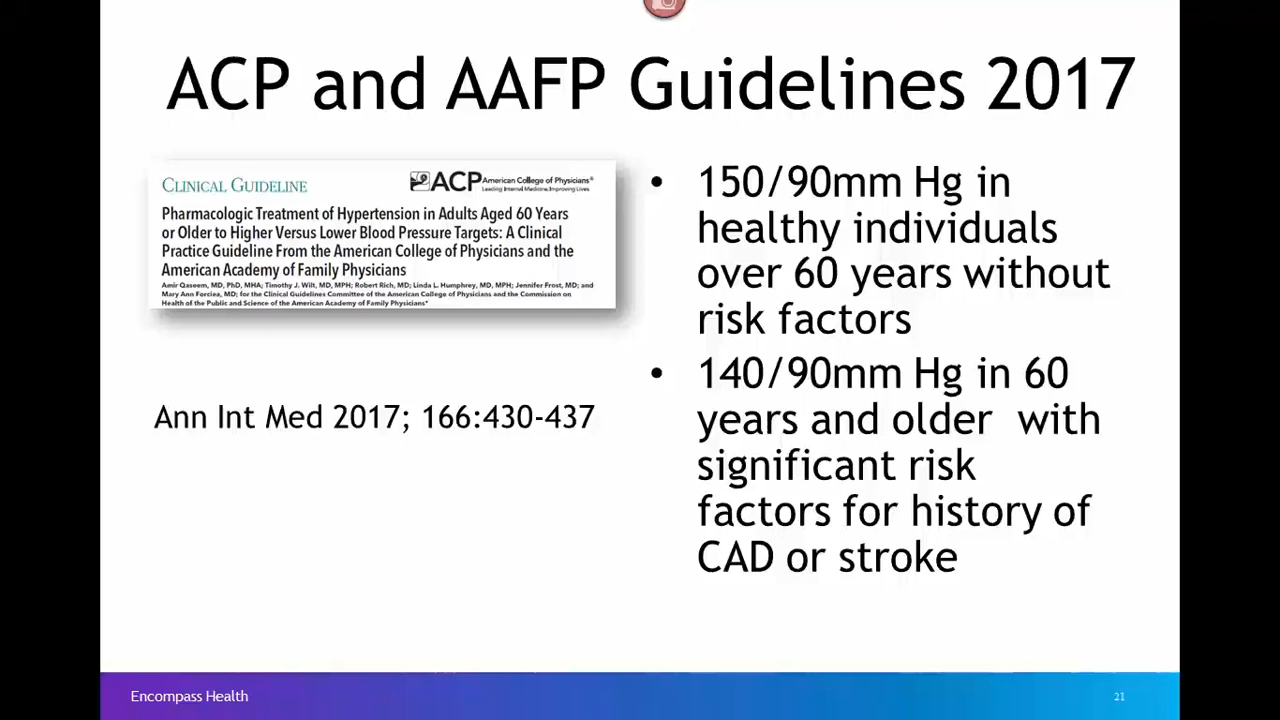 ACP and AAFP Guidelines 2017
CLINICAL GUIDELINE
ACP American College of Physicians®
Leading Internal Medicine, Improving Lives
Pharmacologic Treatment of Hypertension in Adults Aged 60 Years
or Older to Higher Versus Lower Blood Pressure Targets: A Clinical
Practice Guideline From the American College of Physicians and the
American Academy of Family Physicians
Amir Qaseem, MD, PhD, MHA; Timothy J. Wilt, MD, MPH; Robert Rich, MD; Linda L. Humphrey, MD, MPH; Jennifer Frost, MD; and
Mary Ann Forciea, MD; for the Clinical Guidelines Committee of the American College of Physicians and the Commission on
Health of the Public and Science of the American Academy of Family Physicians*
Ann Int Med 2017; 166:430-437
• 150/90mm Hg in
healthy individuals
over 60 years without
risk factors
• 140/90mm Hg in 60
years and older with
significant risk
factors for history of
CAD or stroke
Encompass Health
21